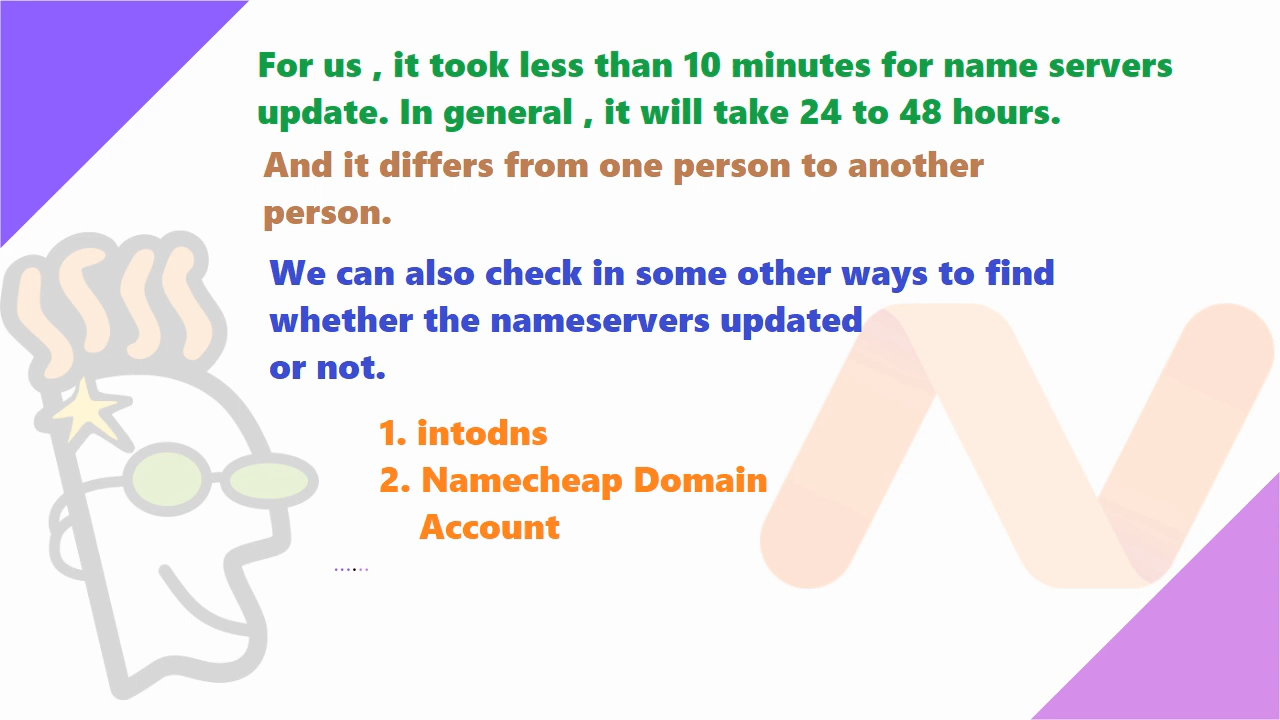 For us , it took less than 10 minutes for name servers
update. In general , it will take 24 to 48 hours.
And it differs from one person to another
person.
We can also check in some other ways to find
whether the nameservers updated
or not.
1. intodns
2. Namecheap Domain
Account
......